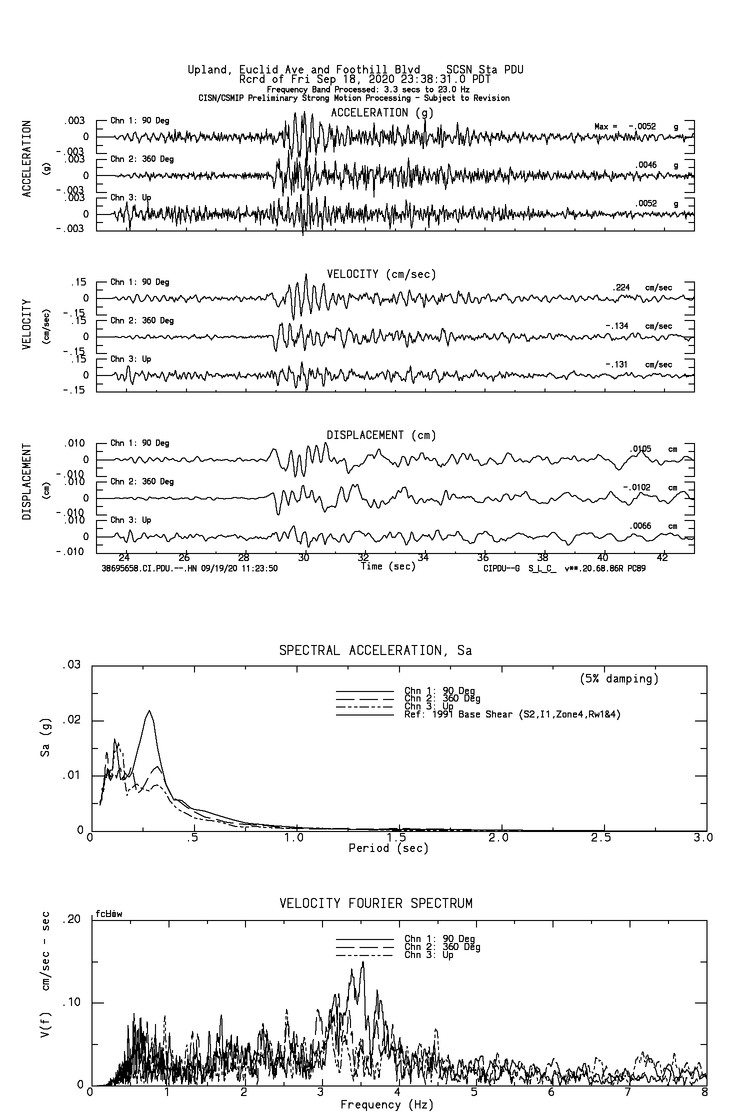 Upland, Euclid Ave and Foothill Blvd    SCSN Sta PDU
Rcrd of Fri Sep 18, 2020 23:38:31.0 PDT
Frequency Band Processed: 3.3 secs to 23.0 Hz
CISN/CSMIP Preliminary Strong Motion Processing - Subject to Revision
ACCELERATION (g)
ACCELERATION
(g)
.003 Chn 1: 90 Deg Max = -.0052 g
0
-.003
.003 Chn 2: 360 Deg .0046 g
0
-.003
.003 Chn 3: Up .0052 g
0
-.003
VELOCITY (cm/sec)
VELOCITY
(cm/sec)
.15 Chn 1: 90 Deg .224 cm/sec
0
-.15
.15 Chn 2: 360 Deg -.134 cm/sec
0
-.15
.15 Chn 3: Up -.131 cm/sec
0
-.15
DISPLACEMENT (cm)
DISPLACEMENT
(cm)
.010 Chn 1: 90 Deg .0105 cm
0
-.010
.010 Chn 2: 360 Deg -.0102 cm
0
-.010
.010 Chn 3: Up .0066 cm
0
-.010
24 26 28 30 32 34 36 38 40 42
Time (sec)
38695658.CI.PDU.--.HN 09/19/20 11:23:50 CIPDU--G S_L_C_ v**.20.68.86R PC89
SPECTRAL ACCELERATION, Sa
(5% damping)
Chn 1: 90 Deg
Chn 2: 360 Deg
Chn 3: Up
Ref: 1991 Base Shear (S2,I1,Zone4,Rw1&4)
Sa (g)
.03
.02
.01
0
0 .5 1.0 1.5 2.0 2.5 3.0
Period (sec)
VELOCITY FOURIER SPECTRUM
Chn 1: 90 Deg
Chn 2: 360 Deg
Chn 3: Up
V(f) cm/sec - sec
.20
.10
0
0 1 2 3 4 5 6 7 8
Frequency (Hz)